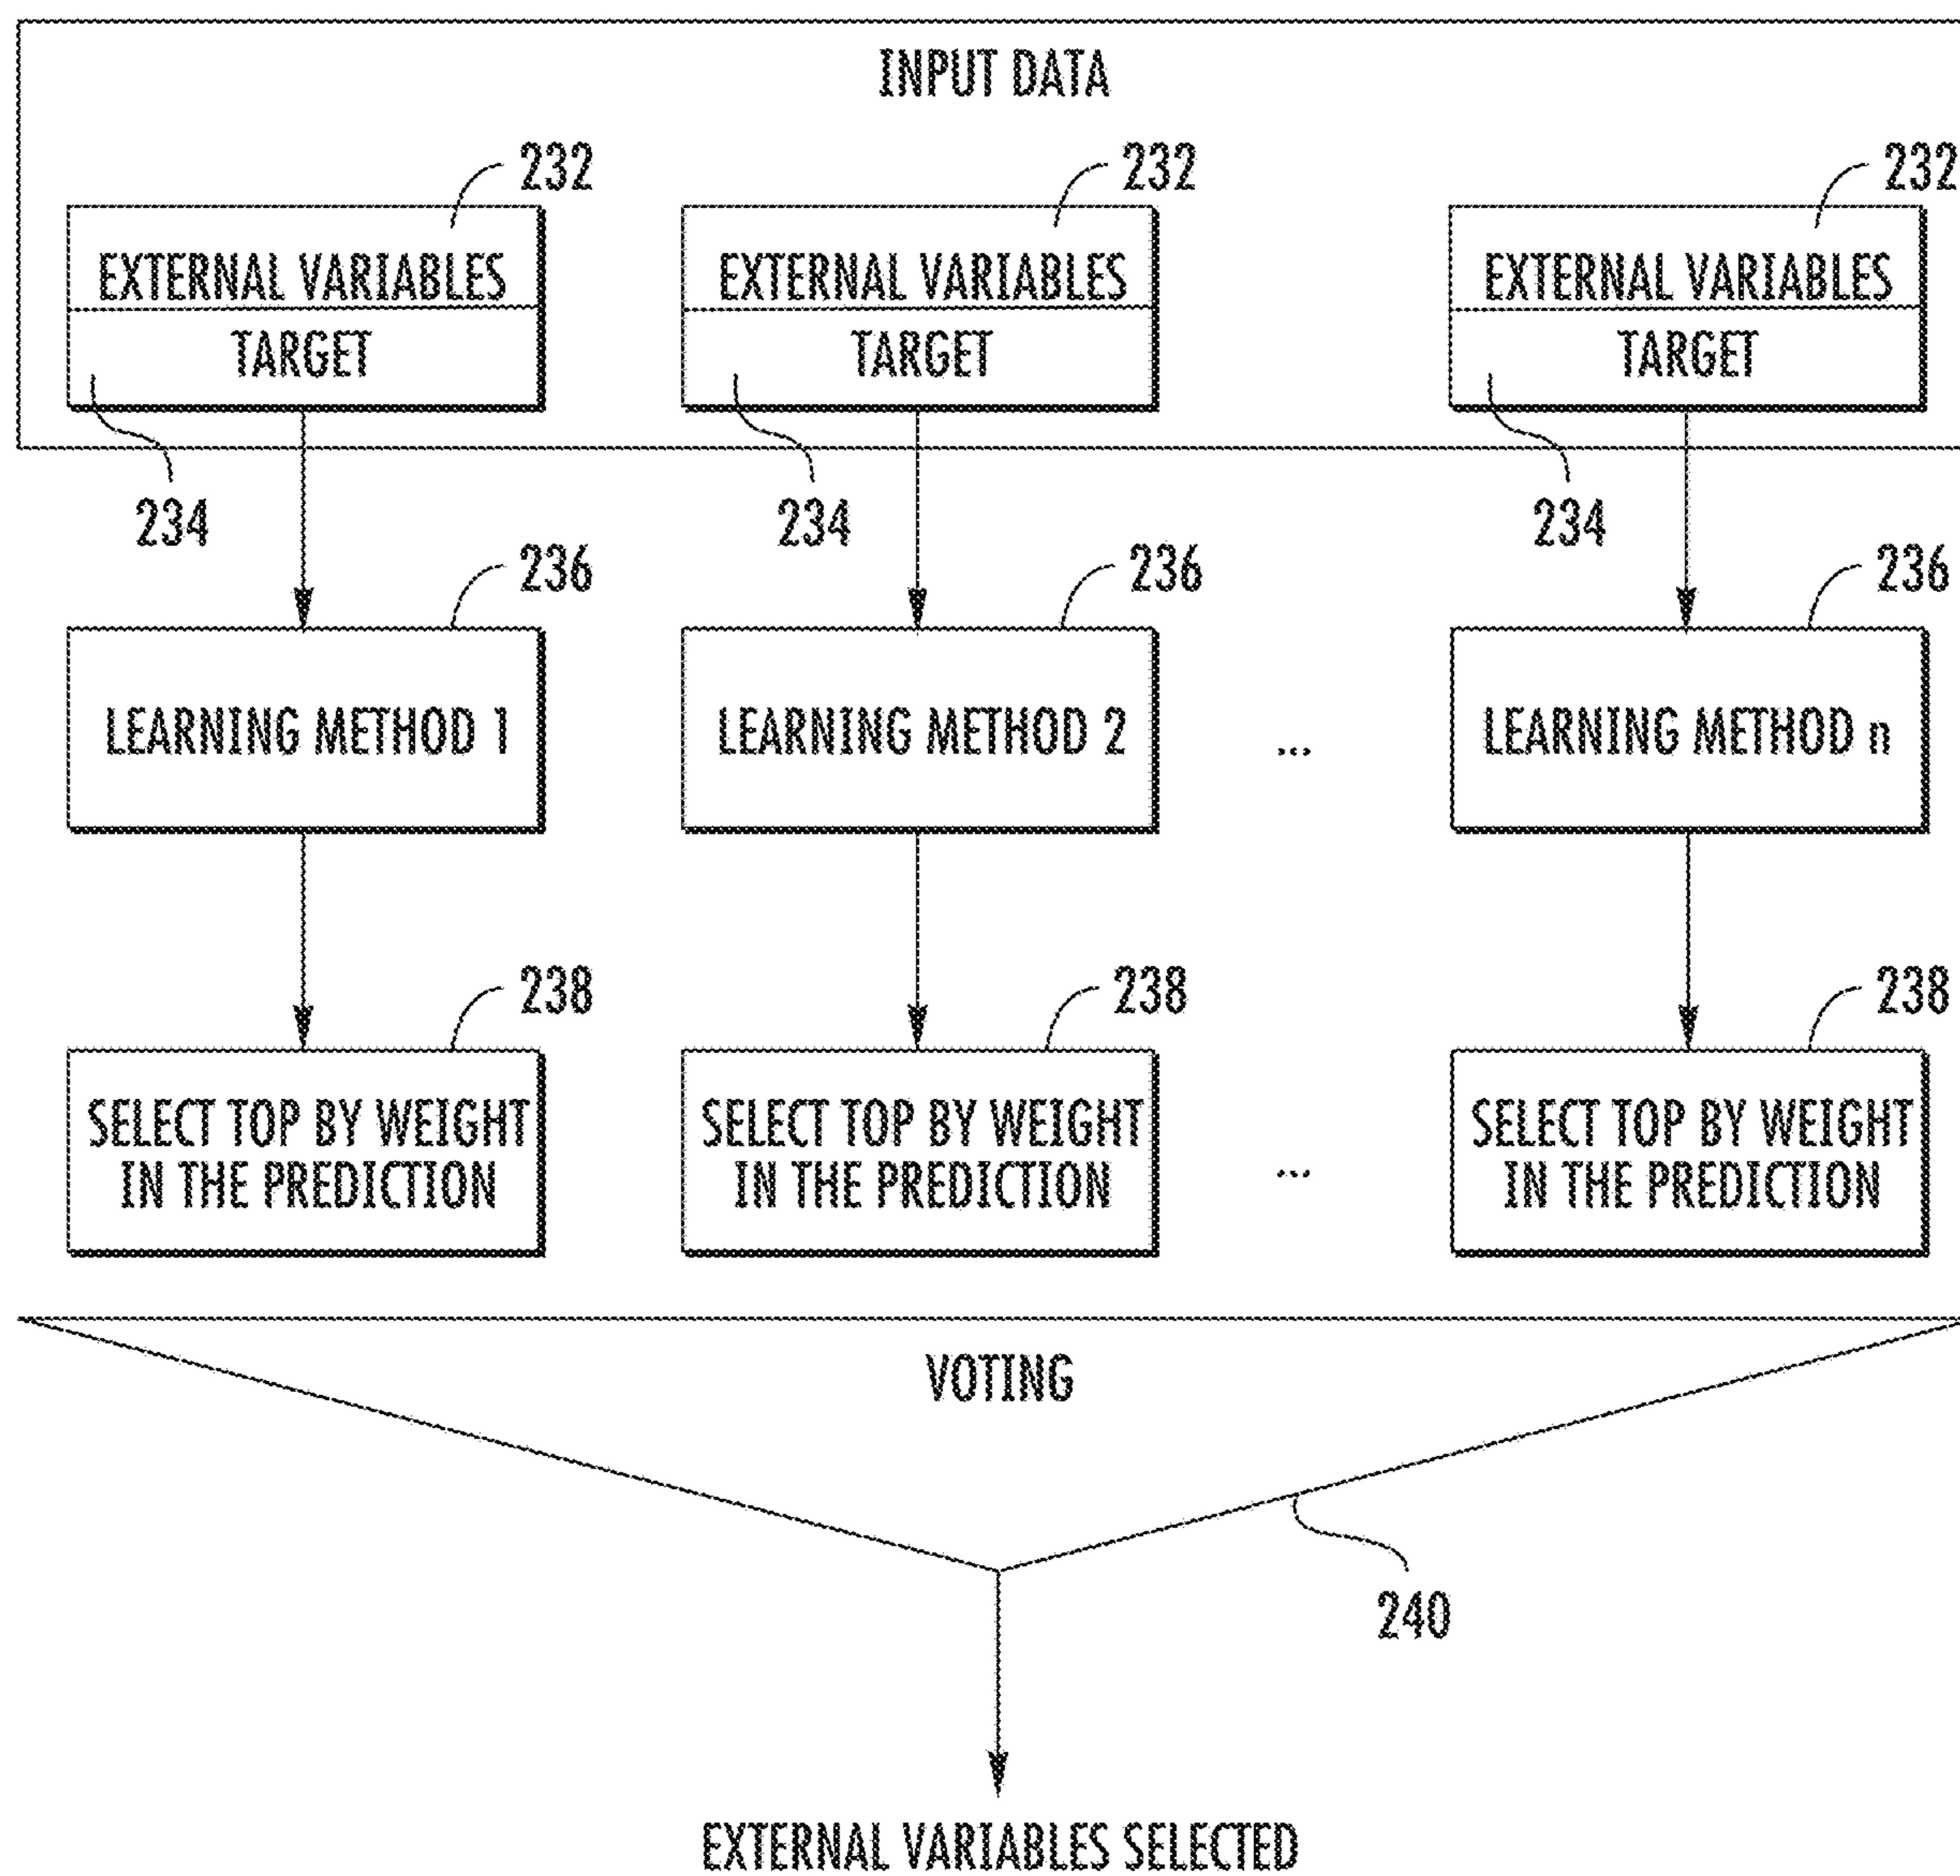 INPUT DATA
232 232 232
EXTERNAL VARIABLES EXTERNAL VARIABLES EXTERNAL VARIABLES
TARGET TARGET TARGET
234 234 234
236 236 236
LEARNING METHOD 1 LEARNING METHOD 2 ... LEARNING METHOD n
238 238 238
SELECT TOP BY WEIGHT SELECT TOP BY WEIGHT SELECT TOP BY WEIGHT
IN THE PREDICTION IN THE PREDICTION ... IN THE PREDICTION
VOTING
240
EXTERNAL VARIABLES SELECTED